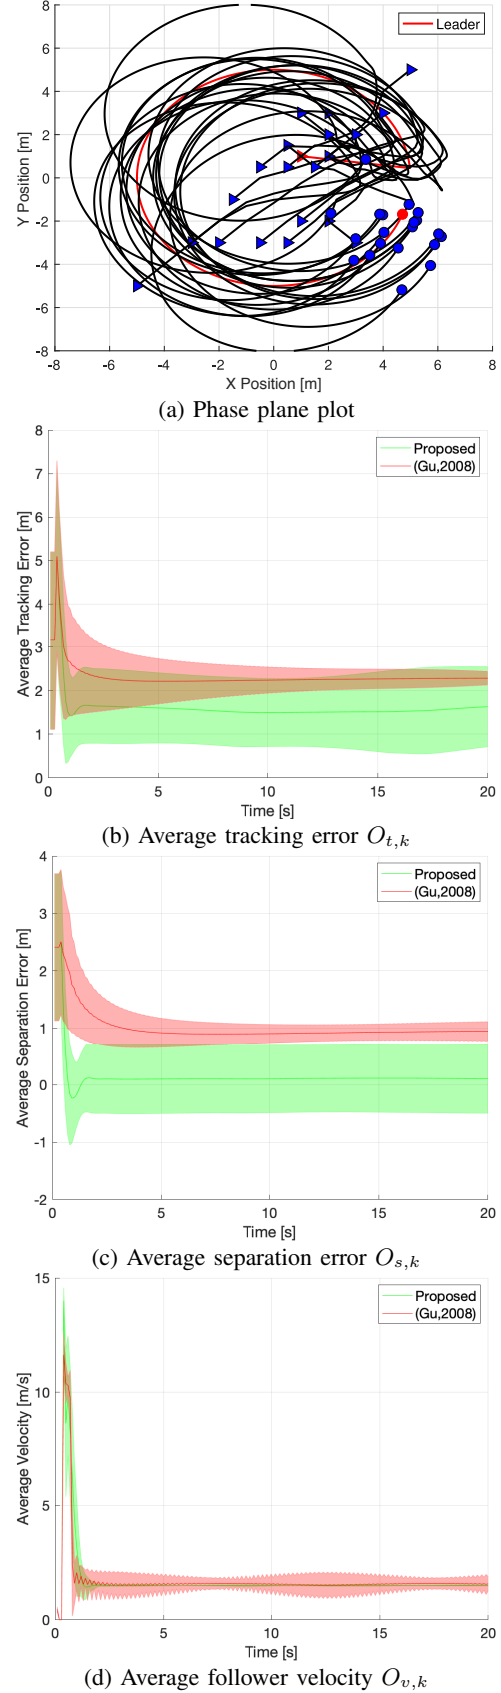 8
6
4
2
0
-2
-4
-6
-8
Y Position [m]
Leader
-8 -6 -4 -2 0 2 4 6 8
X Position [m]
(a) Phase plane plot
8
7
6
5
4
3
2
1
0
Average Tracking Error [m]
Proposed
(Gu,2008)
0 5 10 15 20
Time [s]
(b) Average tracking error O_{t,k}
4
3
2
1
0
-1
-2
Average Separation Error [m]
Proposed
(Gu,2008)
0 5 10 15 20
Time [s]
(c) Average separation error O_{s,k}
15
10
5
0
Average Velocity [m/s]
Proposed
(Gu,2008)
0 5 10 15 20
Time [s]
(d) Average follower velocity O_{v,k}